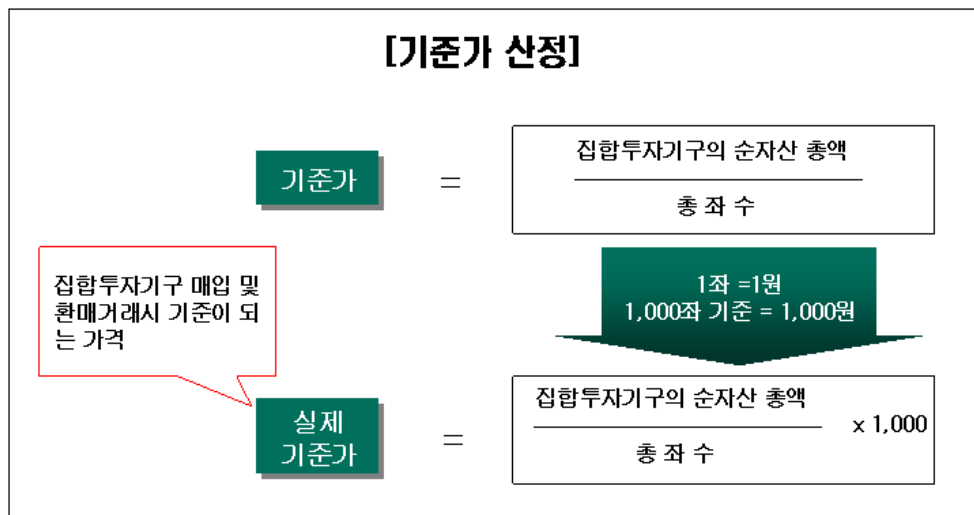 [기준가 산정]
기준가
=
집합투자기구의 순자산 총액
총 좌 수
1좌 =1원
1,000좌 기준 = 1,000원
집합투자기구 매입 및
환매거래시 기준이 되
는 가격
실제
기준가
=
집합투자기구의 순자산 총액
총 좌 수
x 1,000